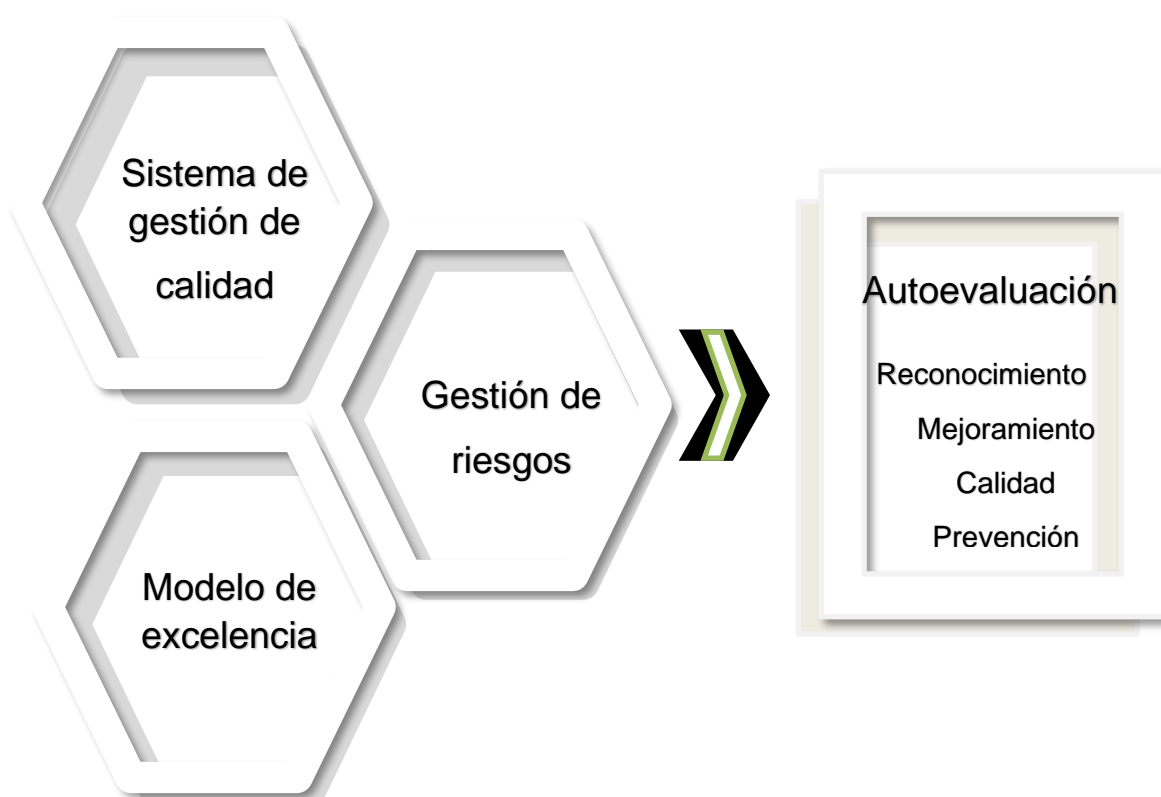 Sistema de
gestión de
calidad
Gestión de
riesgos
Modelo de
excelencia
Autoevaluación
Reconocimiento
Mejoramiento
Calidad
Prevención